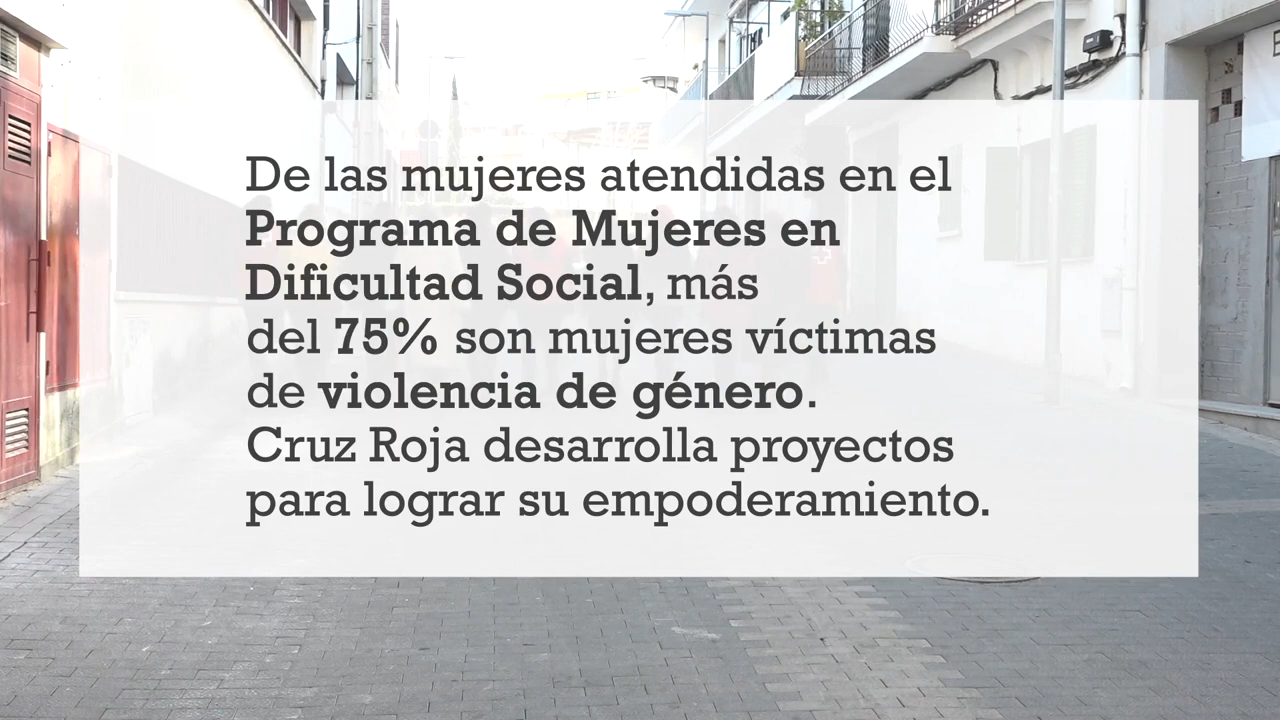 De las mujeres atendidas en el
Programa de Mujeres en
Dificultad Social, más
del 75% son mujeres víctimas
de violencia de género.
Cruz Roja desarrolla proyectos
para lograr su empoderamiento.